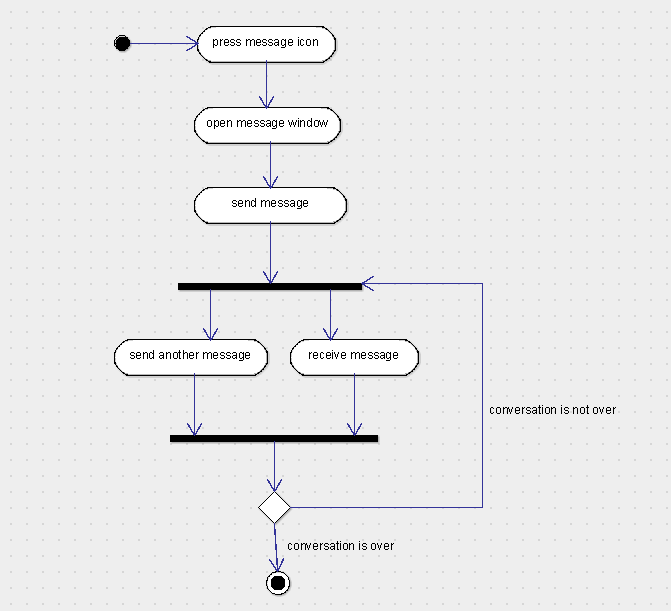 press message icon
open message window
send message
send another message
receive message
conversation is not over
conversation is over